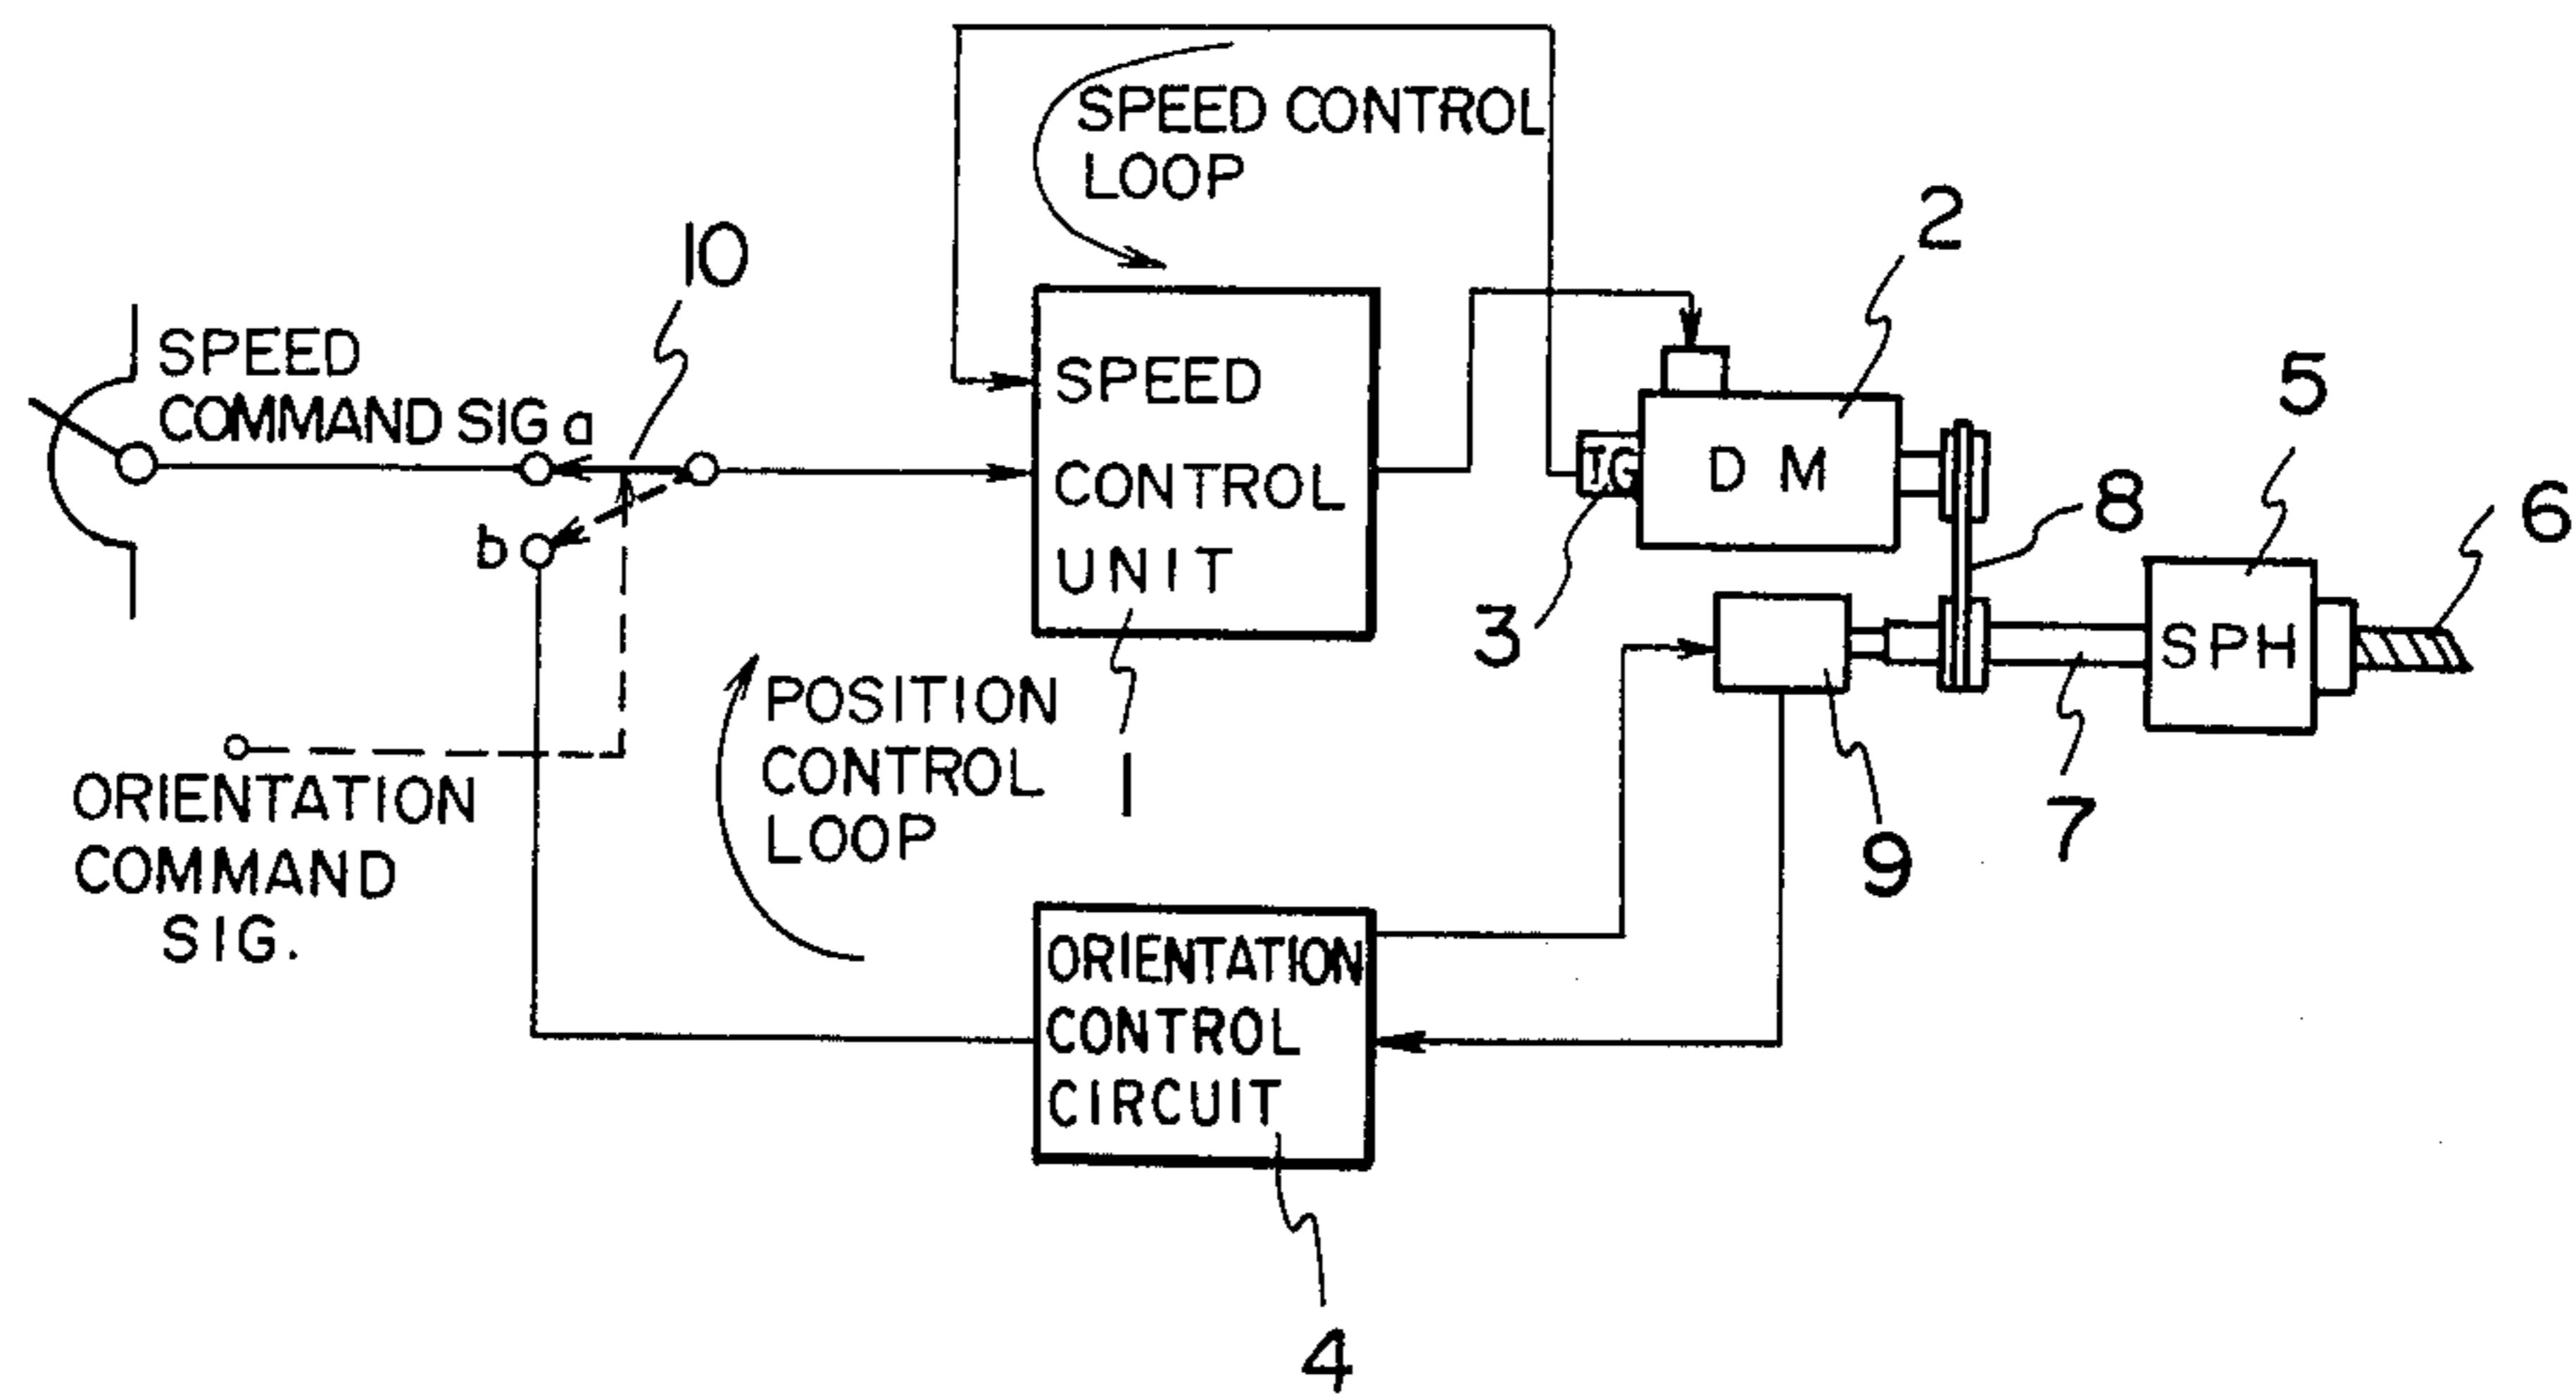 SPEED CONTROL
LOOP
2
10
SPEED
COMMAND SIG a
b
SPEED
CONTROL
UNIT
TG
D M
5
8
6
3
SPH
POSITION
CONTROL
LOOP
1
7
9
ORIENTATION
COMMAND
SIG.
ORIENTATION
CONTROL
CIRCUIT
4